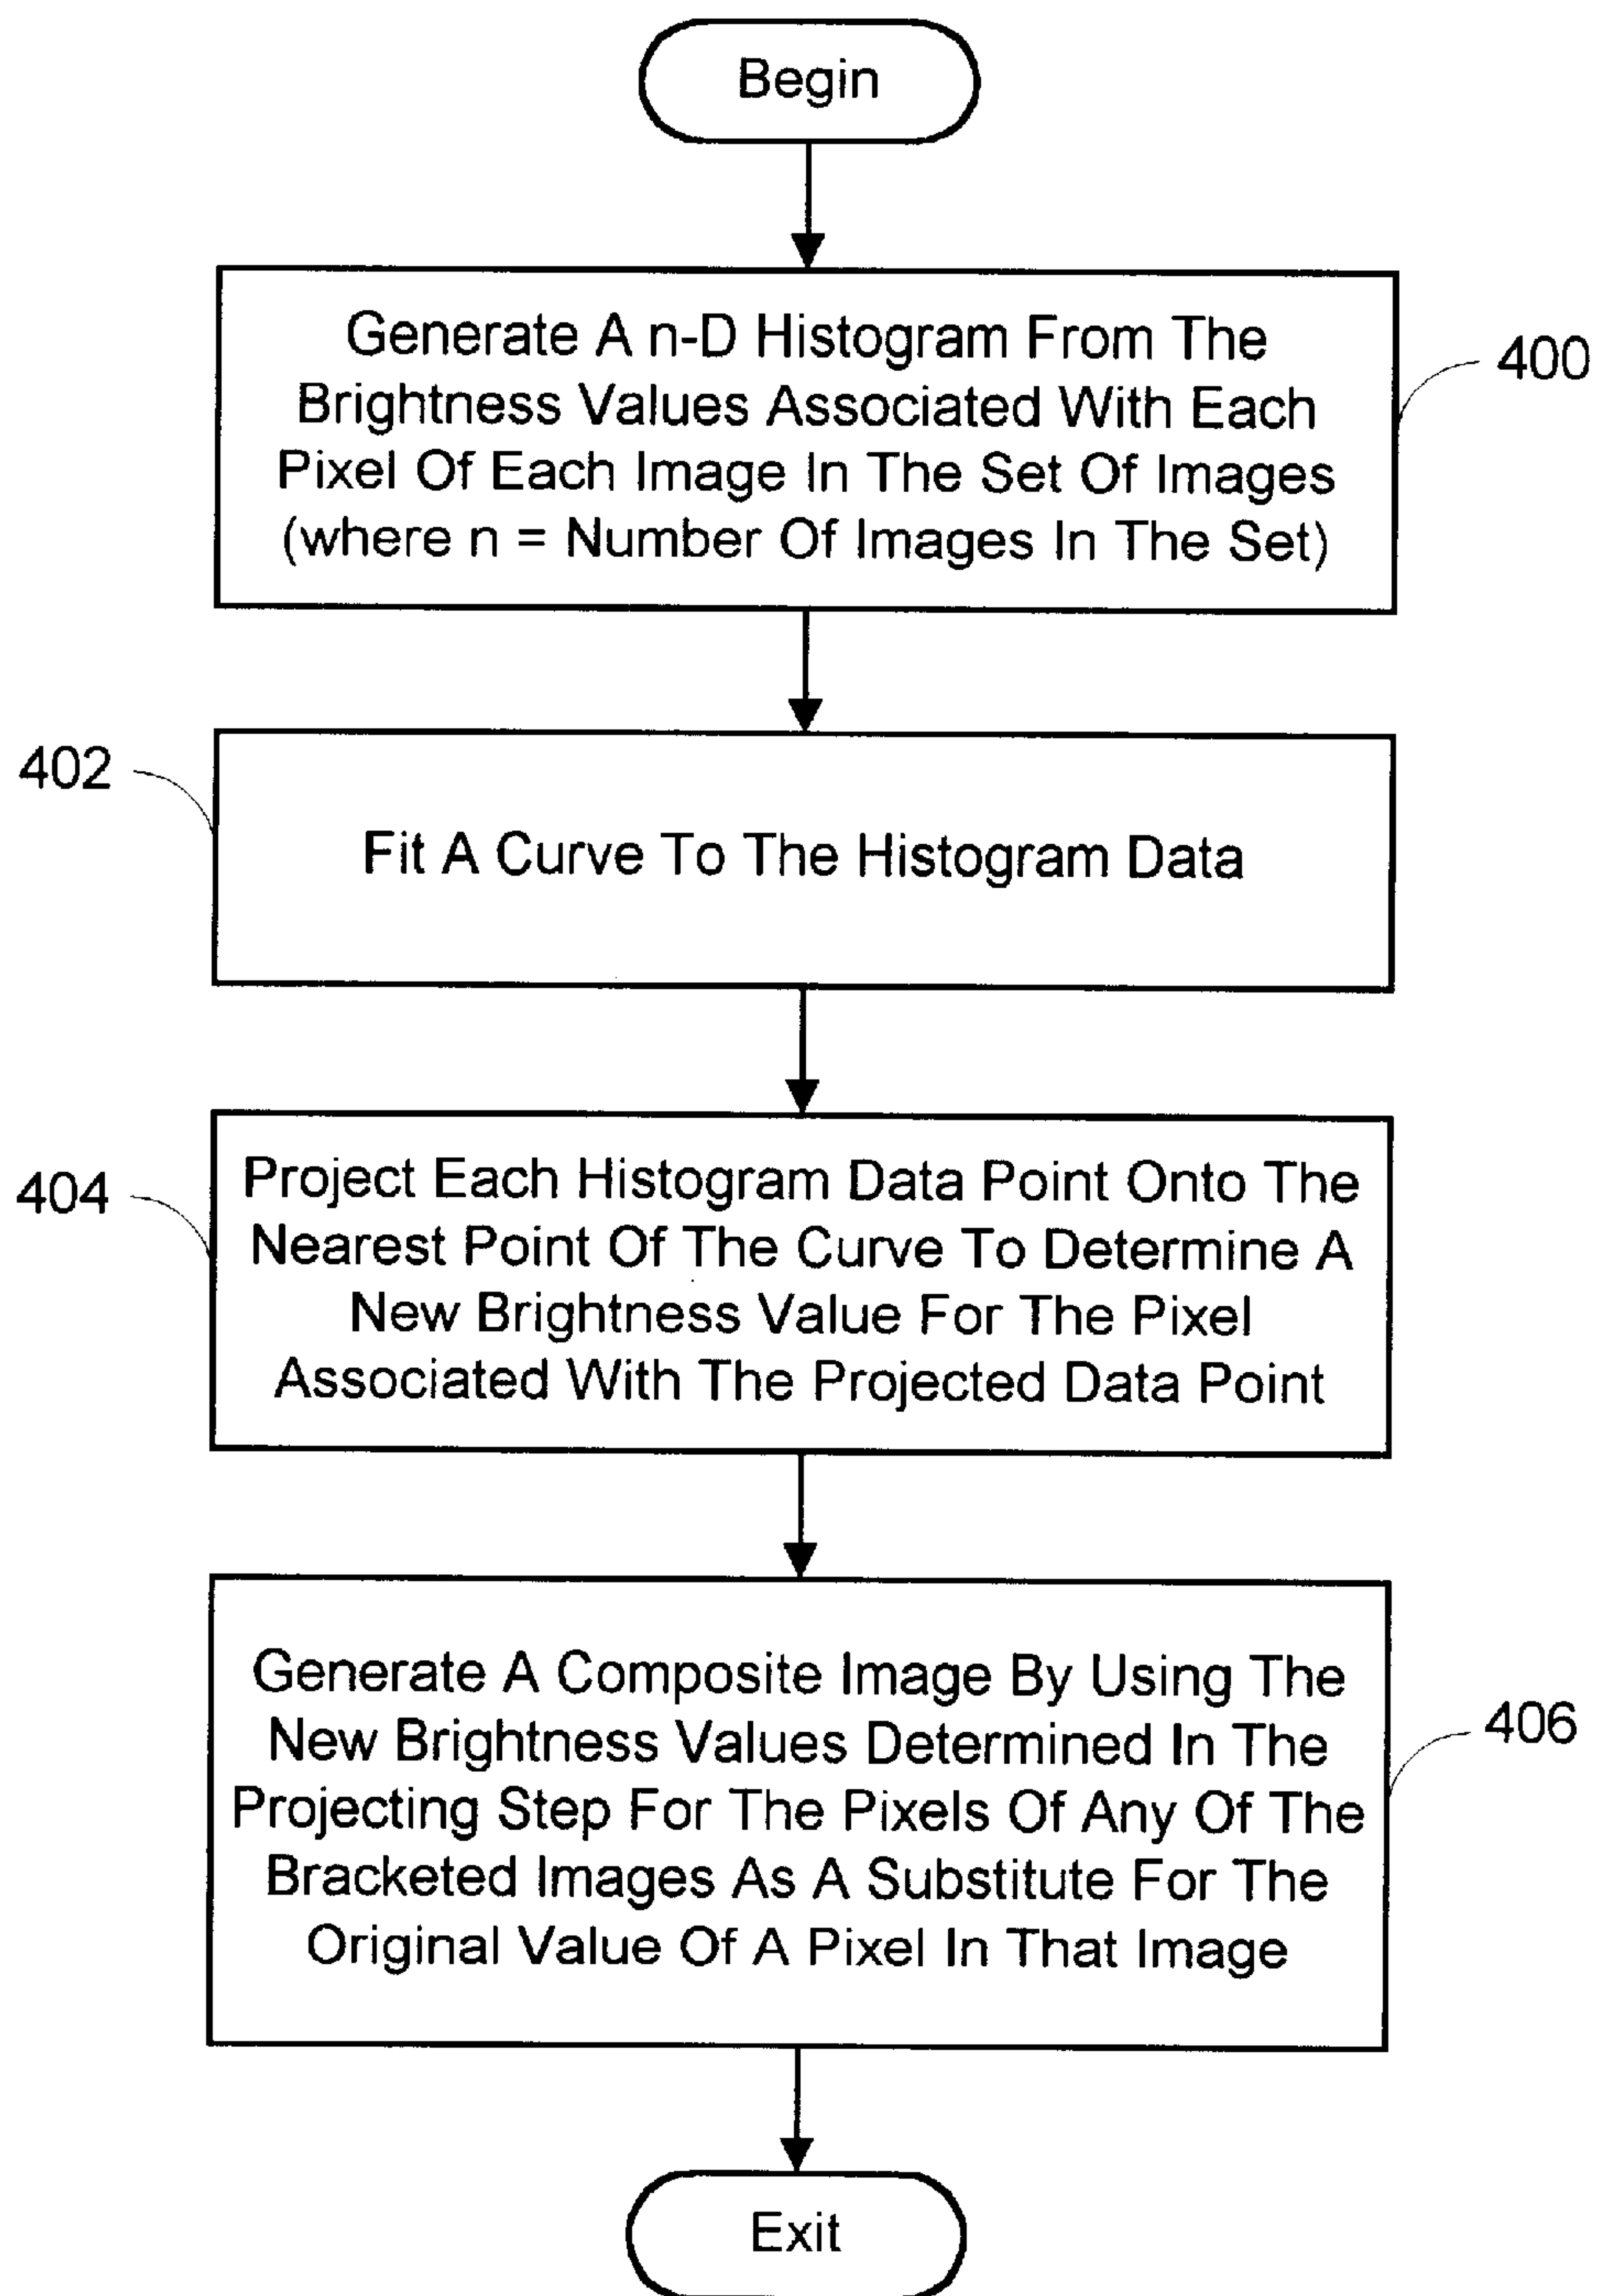 Begin
Generate A n-D Histogram From The
Brightness Values Associated With Each
Pixel Of Each Image In The Set Of Images
(where n = Number Of Images In The Set)
400
402
Fit A Curve To The Histogram Data
404
Project Each Histogram Data Point Onto The
Nearest Point Of The Curve To Determine A
New Brightness Value For The Pixel
Associated With The Projected Data Point
Generate A Composite Image By Using The
New Brightness Values Determined In The
Projecting Step For The Pixels Of Any Of The
Bracketed Images As A Substitute For The
Original Value Of A Pixel In That Image
406
Exit